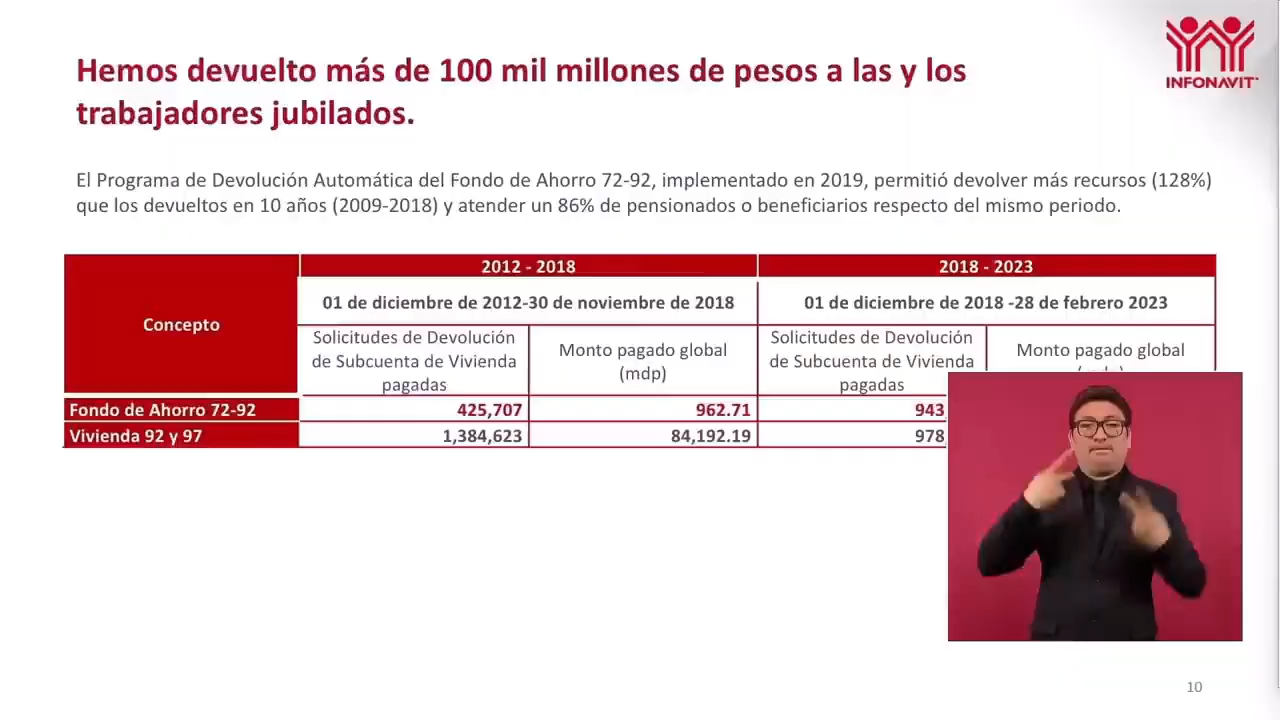 INFONAVIT
Hemos devuelto más de 100 mil millones de pesos a las y los
trabajadores jubilados.
El Programa de Devolución Automática del Fondo de Ahorro 72-92, implementado en 2019, permitió devolver más recursos (128%)
que los devueltos en 10 años (2009-2018) y atender un 86% de pensionados o beneficiarios respecto del mismo periodo.
Concepto
2012 - 2018
2018 - 2023
01 de diciembre de 2012-30 de noviembre de 2018
01 de diciembre de 2018 -28 de febrero 2023
Solicitudes de Devolución
de Subcuenta de Vivienda
pagadas
Monto pagado global
(mdp)
Solicitudes de Devolución
de Subcuenta de Vivienda
pagadas
Monto pagado global
Fondo de Ahorro 72-92 425,707 962.71 943
Vivienda 92 y 97 1,384,623 84,192.19 978
10